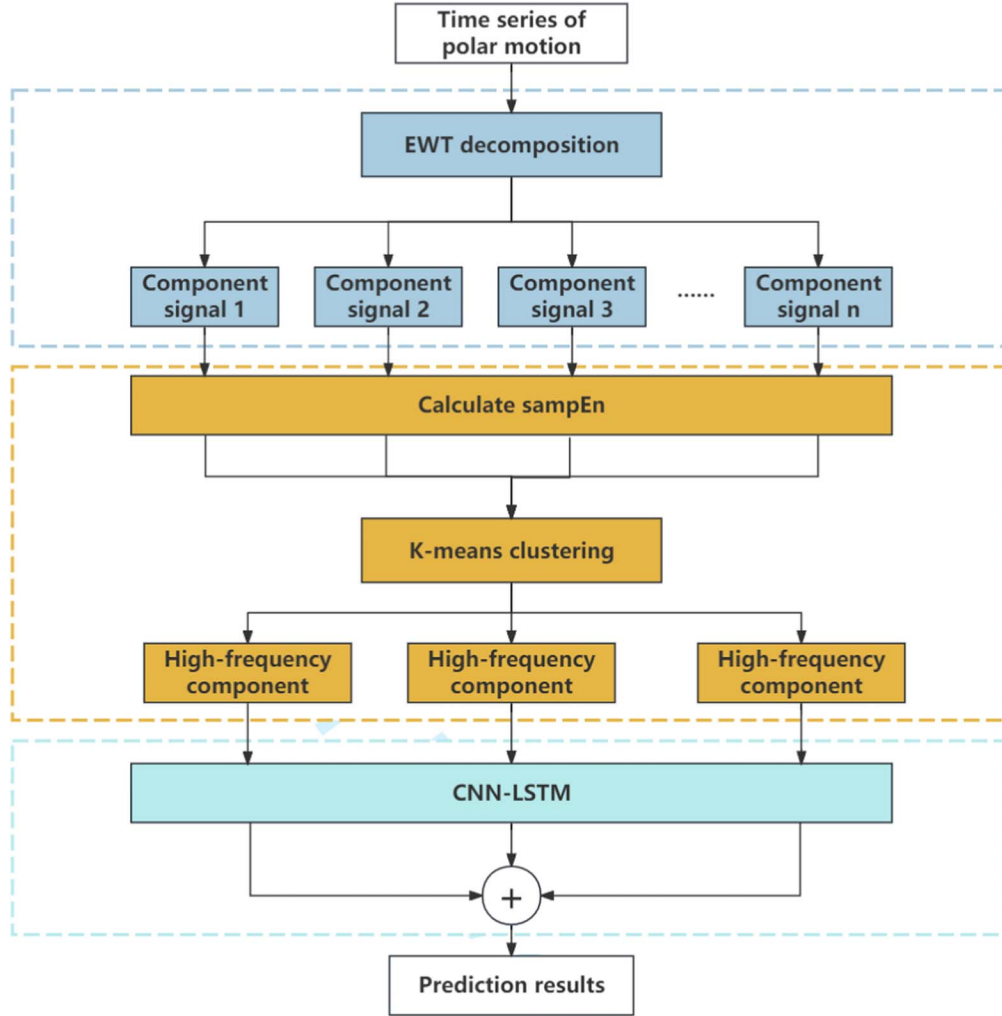 Time series of
polar motion
EWT decomposition
Component
signal 1
Component
signal 2
Component
signal 3
......
Component
signal n
Calculate sampEn
K-means clustering
High-frequency
component
High-frequency
component
High-frequency
component
CNN-LSTM
+
Prediction results